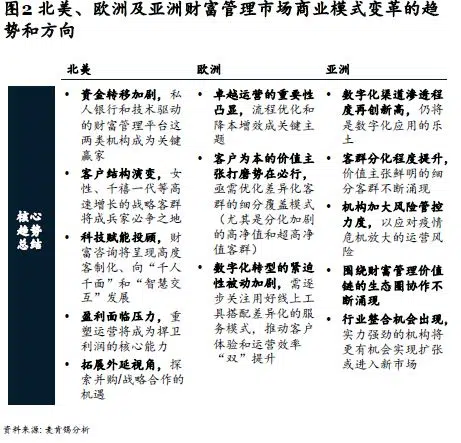 图2 北美、欧洲及亚洲财富管理市场商业模式变革的趋
势和方向
北美
欧洲
亚洲
核心
趋势
总结
• 资金转移加剧，私
人银行和技术驱动
的财富管理平台这
两类机构成为关键
赢家
• 客户结构演变，女
性、千禧一代等高
速增长的战略客群
将成兵家必争之地
• 科技赋能投顾，财
富咨询将呈现高度
客制化、向“千人
千面”和“智慧交
互”发展
• 盈利面临压力，重
塑运营将成为捍卫
利润的核心能力
• 拓展外延视角，探
索并购/战略合作的
机遇
• 卓越运营的重要性
凸显，流程优化和
降本增效成关键主
题
• 客户为本的价值主
张打磨势在必行，
亟需优化差异化客
群的细分覆盖模式
（尤其是分化加剧
的高净值和超高净
值客群）
• 数字化转型的紧迫
性被动加剧，需逐
步关注用好线上工
具搭配差异化的服
务模式，推动客户
体验和运营效率
“双”提升
• 数字化渠道渗透程
度再创新高，仍将
是数字化应用的乐
土
• 客群分化程度提升，
价值主张鲜明的细
分客群不断涌现
• 机构加大风险管控
力度，以应对疫情
危机放大的运营风
险
• 围绕财富管理价值
链的生态圈协作不
断涌现
• 行业整合机会出现，
实力强劲的机构将
更有机会实现扩张
或进入新市场
资料来源: 麦肯锡分析